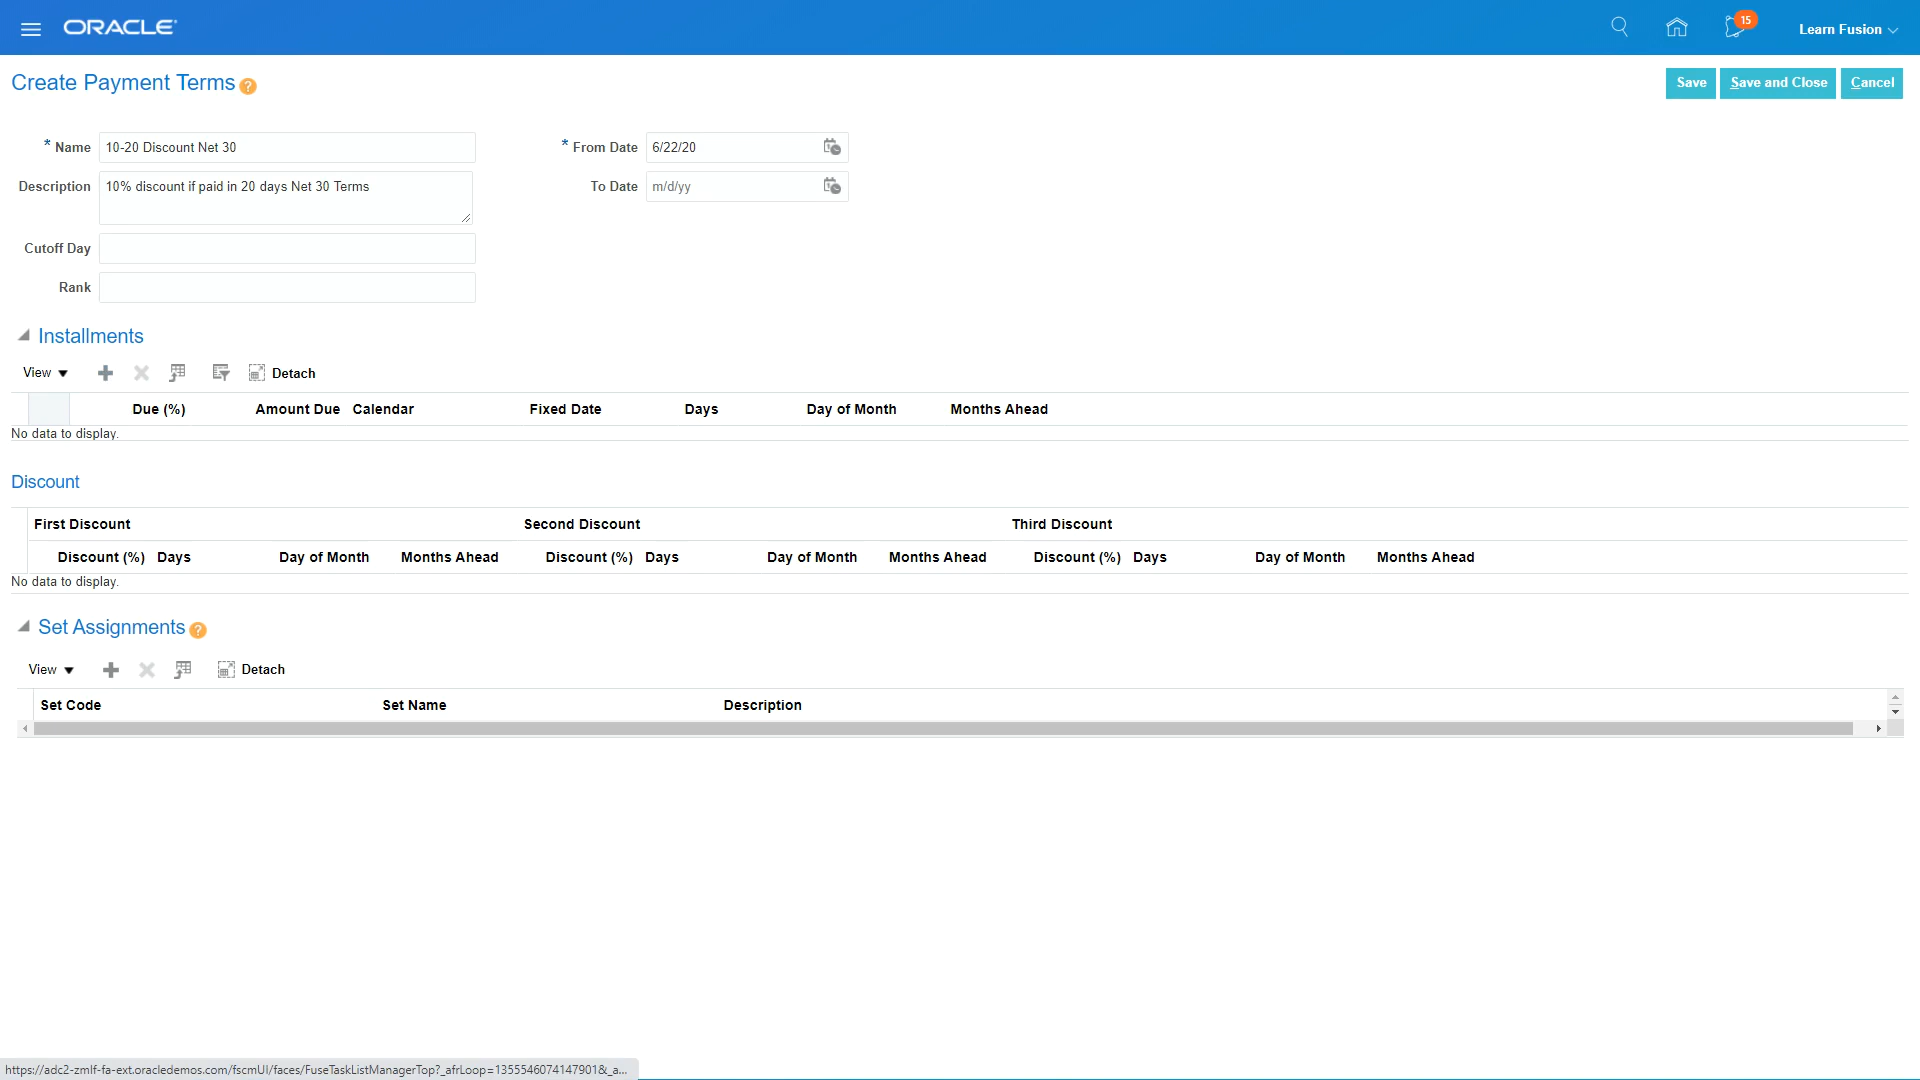 ORACLE
15
Learn Fusion
Create Payment Terms ?
Save
Save and Close
Cancel
* Name 10-20 Discount Net 30
* From Date 6/22/20
Description 10% discount if paid in 20 days Net 30 Terms
To Date m/d/yy
Cutoff Day
Rank
Installments
View
Detach
Due (%) Amount Due Calendar Fixed Date Days Day of Month Months Ahead
No data to display.
Discount
First Discount Second Discount Third Discount
Discount (%) Days Day of Month Months Ahead Discount (%) Days Day of Month Months Ahead Discount (%) Days Day of Month Months Ahead
No data to display.
Set Assignments ?
View
Detach
Set Code Set Name Description
https://adc2-zmlf-fa-ext.oracledemos.com/fscmUI/faces/FuseTaskListManagerTop?_afrLoop=1355546074147901&_a...